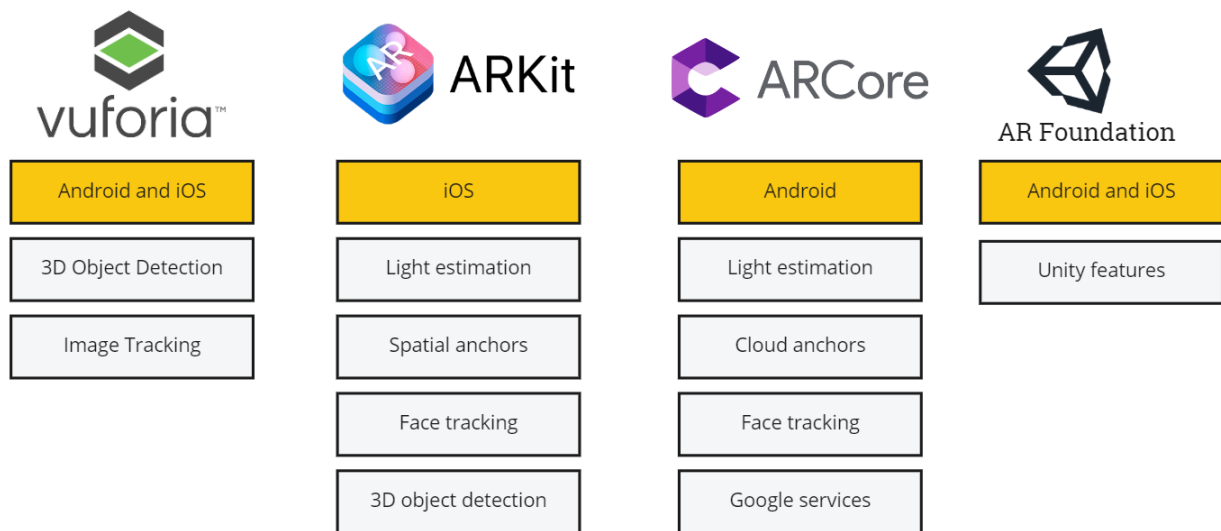 vuforia™
Android and iOS
3D Object Detection
Image Tracking
AR
ARKit
iOS
Light estimation
Spatial anchors
Face tracking
3D object detection
ARCore
Android
Light estimation
Cloud anchors
Face tracking
Google services
AR Foundation
Android and iOS
Unity features